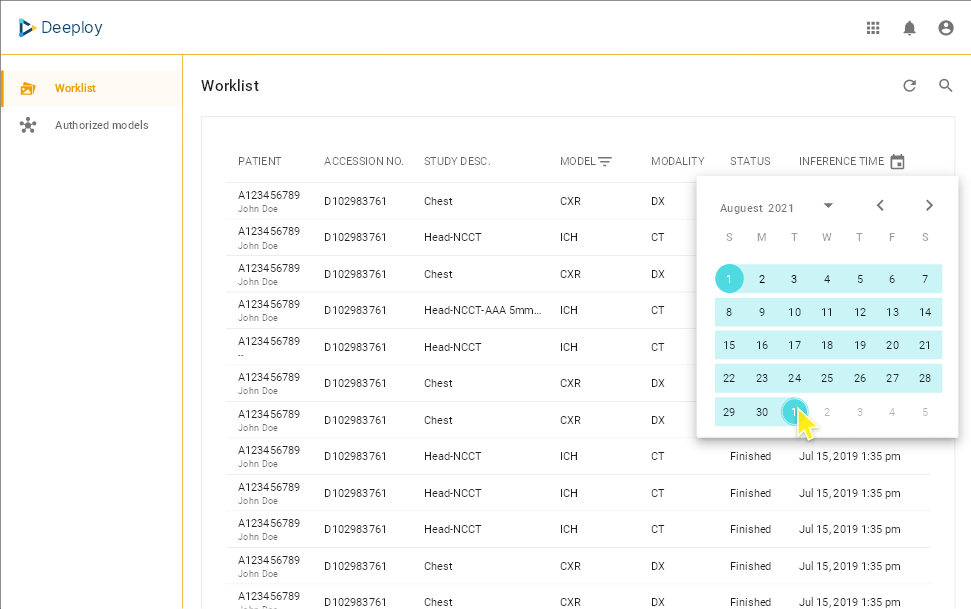 Deeploy
Worklist
Authorized models
Worklist
PATIENT ACCESSION NO. STUDY DESC. MODEL MODALITY STATUS INFERENCE TIME
A123456789 D102983761 Chest CXR DX
John Doe
A123456789 D102983761 Head-NCCT ICH CT
John Doe
A123456789 D102983761 Chest CXR DX
John Doe
A123456789 D102983761 Head-NCCT-AAA 5mm... ICH CT
John Doe
A123456789 D102983761 Head-NCCT ICH CT
--
A123456789 D102983761 Chest CXR DX
John Doe
A123456789 D102983761 Chest CXR DX
John Doe
A123456789 D102983761 Head-NCCT ICH CT Finished Jul 15, 2019 1:35 pm
John Doe
A123456789 D102983761 Head-NCCT ICH CT Finished Jul 15, 2019 1:35 pm
John Doe
A123456789 D102983761 Head-NCCT ICH CT Finished Jul 15, 2019 1:35 pm
John Doe
A123456789 D102983761 Chest CXR DX Finished Jul 15, 2019 1:35 pm
John Doe
A123456789 D102983761 Chest CXR DX Finished Jul 15, 2019 1:35 pm
John Doe
Auguest 2021
S M T W T F S
1 2 3 4 5 6 7
8 9 10 11 12 13 14
15 16 17 18 19 20 21
22 23 24 25 26 27 28
29 30 1 2 3 4 5